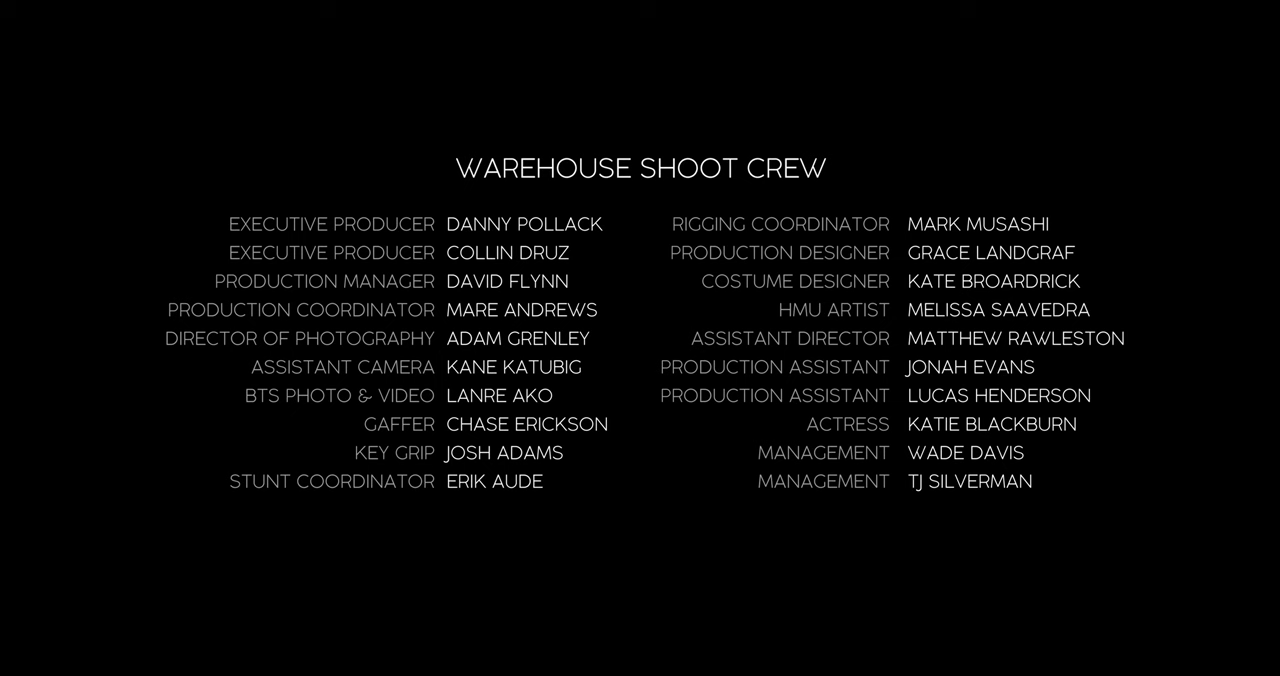 WAREHOUSE SHOOT CREW
EXECUTIVE PRODUCER DANNY POLLACK
EXECUTIVE PRODUCER COLLIN DRUZ
PRODUCTION MANAGER DAVID FLYNN
PRODUCTION COORDINATOR MARE ANDREWS
DIRECTOR OF PHOTOGRAPHY ADAM GRENLEY
ASSISTANT CAMERA KANE KATUBIG
BTS PHOTO & VIDEO LANRE AKO
GAFFER CHASE ERICKSON
KEY GRIP JOSH ADAMS
STUNT COORDINATOR ERIK AUDE
RIGGING COORDINATOR MARK MUSASHI
PRODUCTION DESIGNER GRACE LANDGRAF
COSTUME DESIGNER KATE BROARDRICK
HMU ARTIST MELISSA SAAVEDRA
ASSISTANT DIRECTOR MATTHEW RAWLESTON
PRODUCTION ASSISTANT JONAH EVANS
PRODUCTION ASSISTANT LUCAS HENDERSON
ACTRESS KATIE BLACKBURN
MANAGEMENT WADE DAVIS
MANAGEMENT TJ SILVERMAN